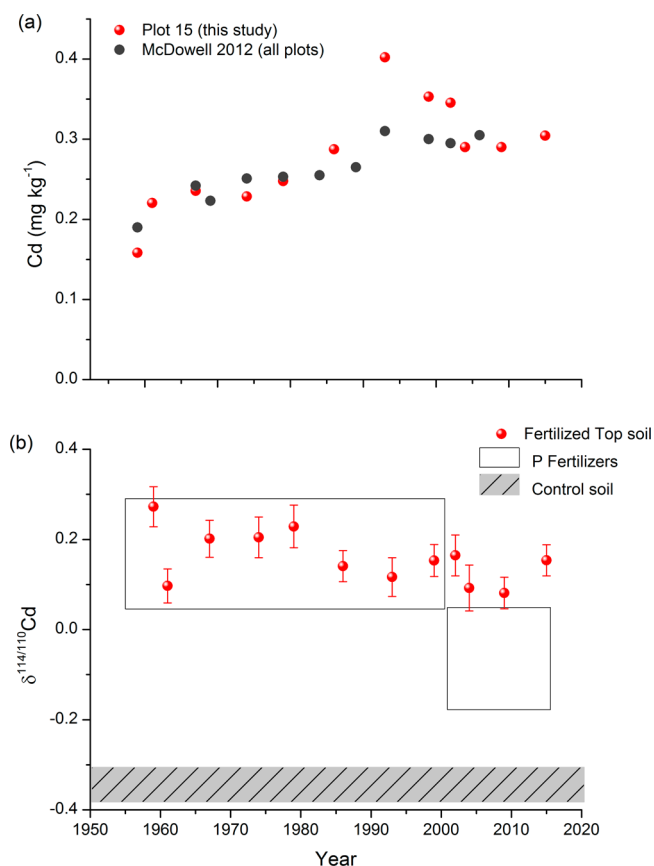 (a)
Plot 15 (this study)
McDowell 2012 (all plots)
0.4
0.3
0.2
0.1
0.0
Cd (mg kg⁻¹)
(b)
Fertilized Top soil
P Fertilizers
Control soil
0.4
0.2
0.0
-0.2
-0.4
δ¹¹⁴/¹¹⁰Cd
1950 1960 1970 1980 1990 2000 2010 2020
Year